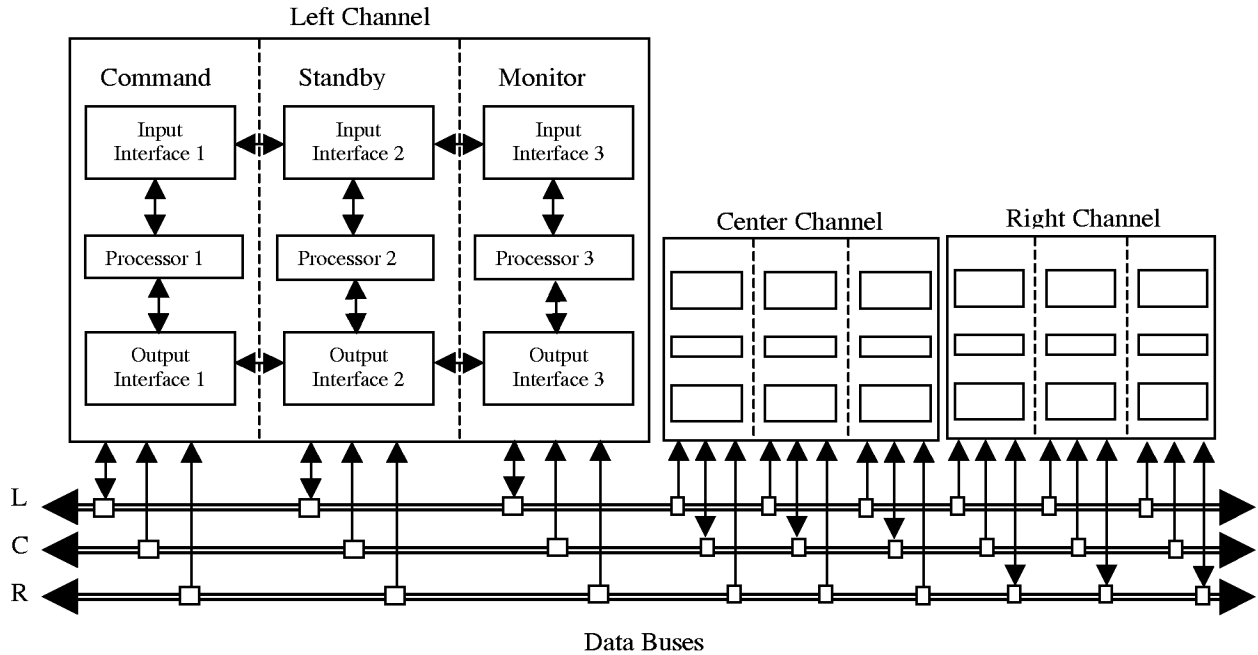 Left Channel
Command
Standby
Monitor
Input
Interface 1
Input
Interface 2
Input
Interface 3
Processor 1
Processor 2
Processor 3
Output
Interface 1
Output
Interface 2
Output
Interface 3
Center Channel
Right Channel
L
C
R
Data Buses